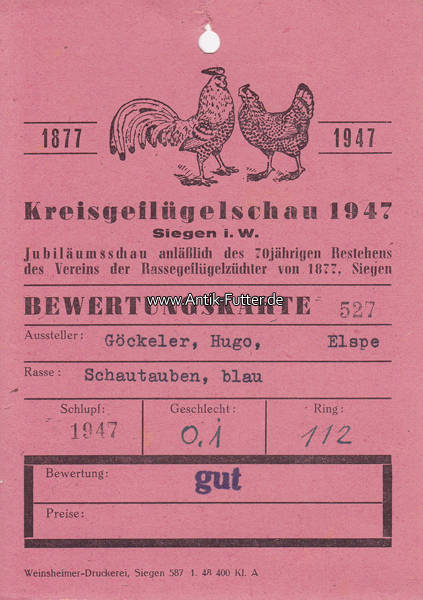 1877
1947
Kreisgeflügelschau 1947
Siegen i. W.
Jubiläumsschau anläßlich des 70jährigen Bestehens
des Vereins der Rassegeflügelzüchter von 1877, Siegen
BEWERTUNGSKARTE 527
www.Antik-Futter.de
Aussteller: Göckeler, Hugo, Elspe
Rasse: Schautauben, blau
Schlupf: Geschlecht: Ring:
1947 0.1 112
Bewertung: gut
Preise:
Weinsheimer-Druckerei, Siegen 587 1. 48 400 Kl. A